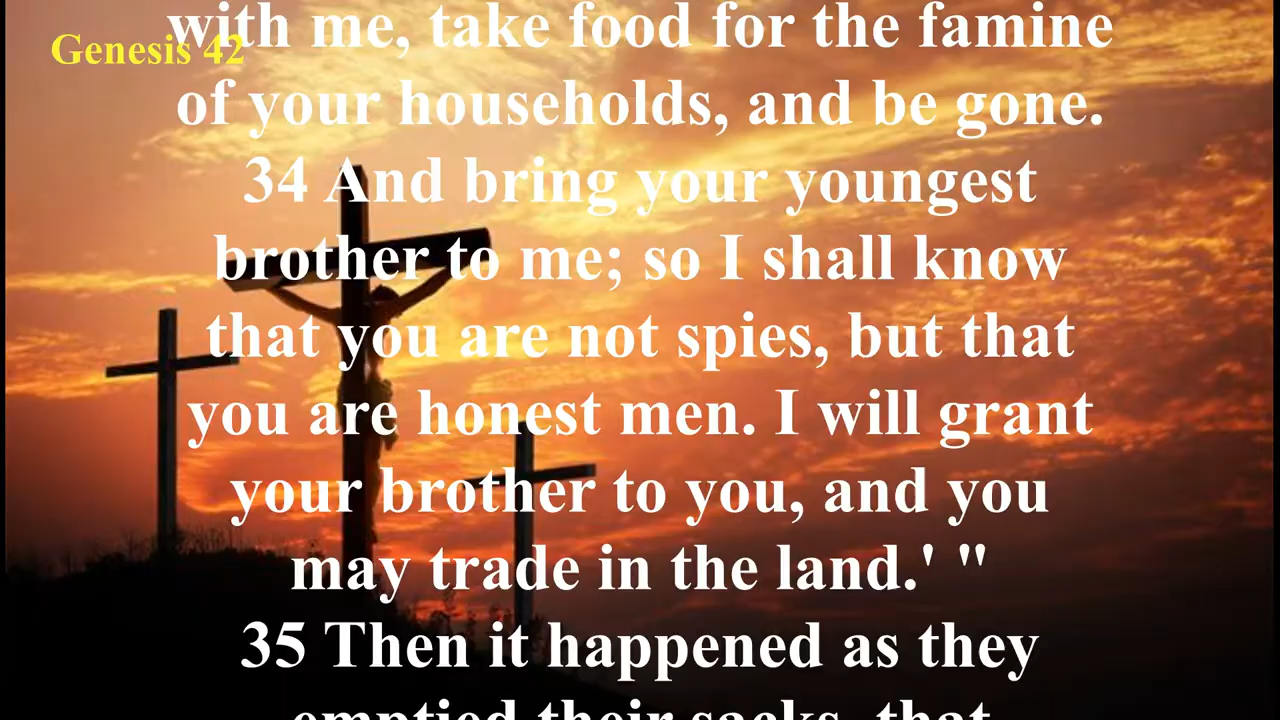 Genesis 42
with me, take food for the famine
of your households, and be gone.
34 And bring your youngest
brother to me; so I shall know
that you are not spies, but that
you are honest men. I will grant
your brother to you, and you
may trade in the land.' "
35 Then it happened as they
emptied their sacks, that